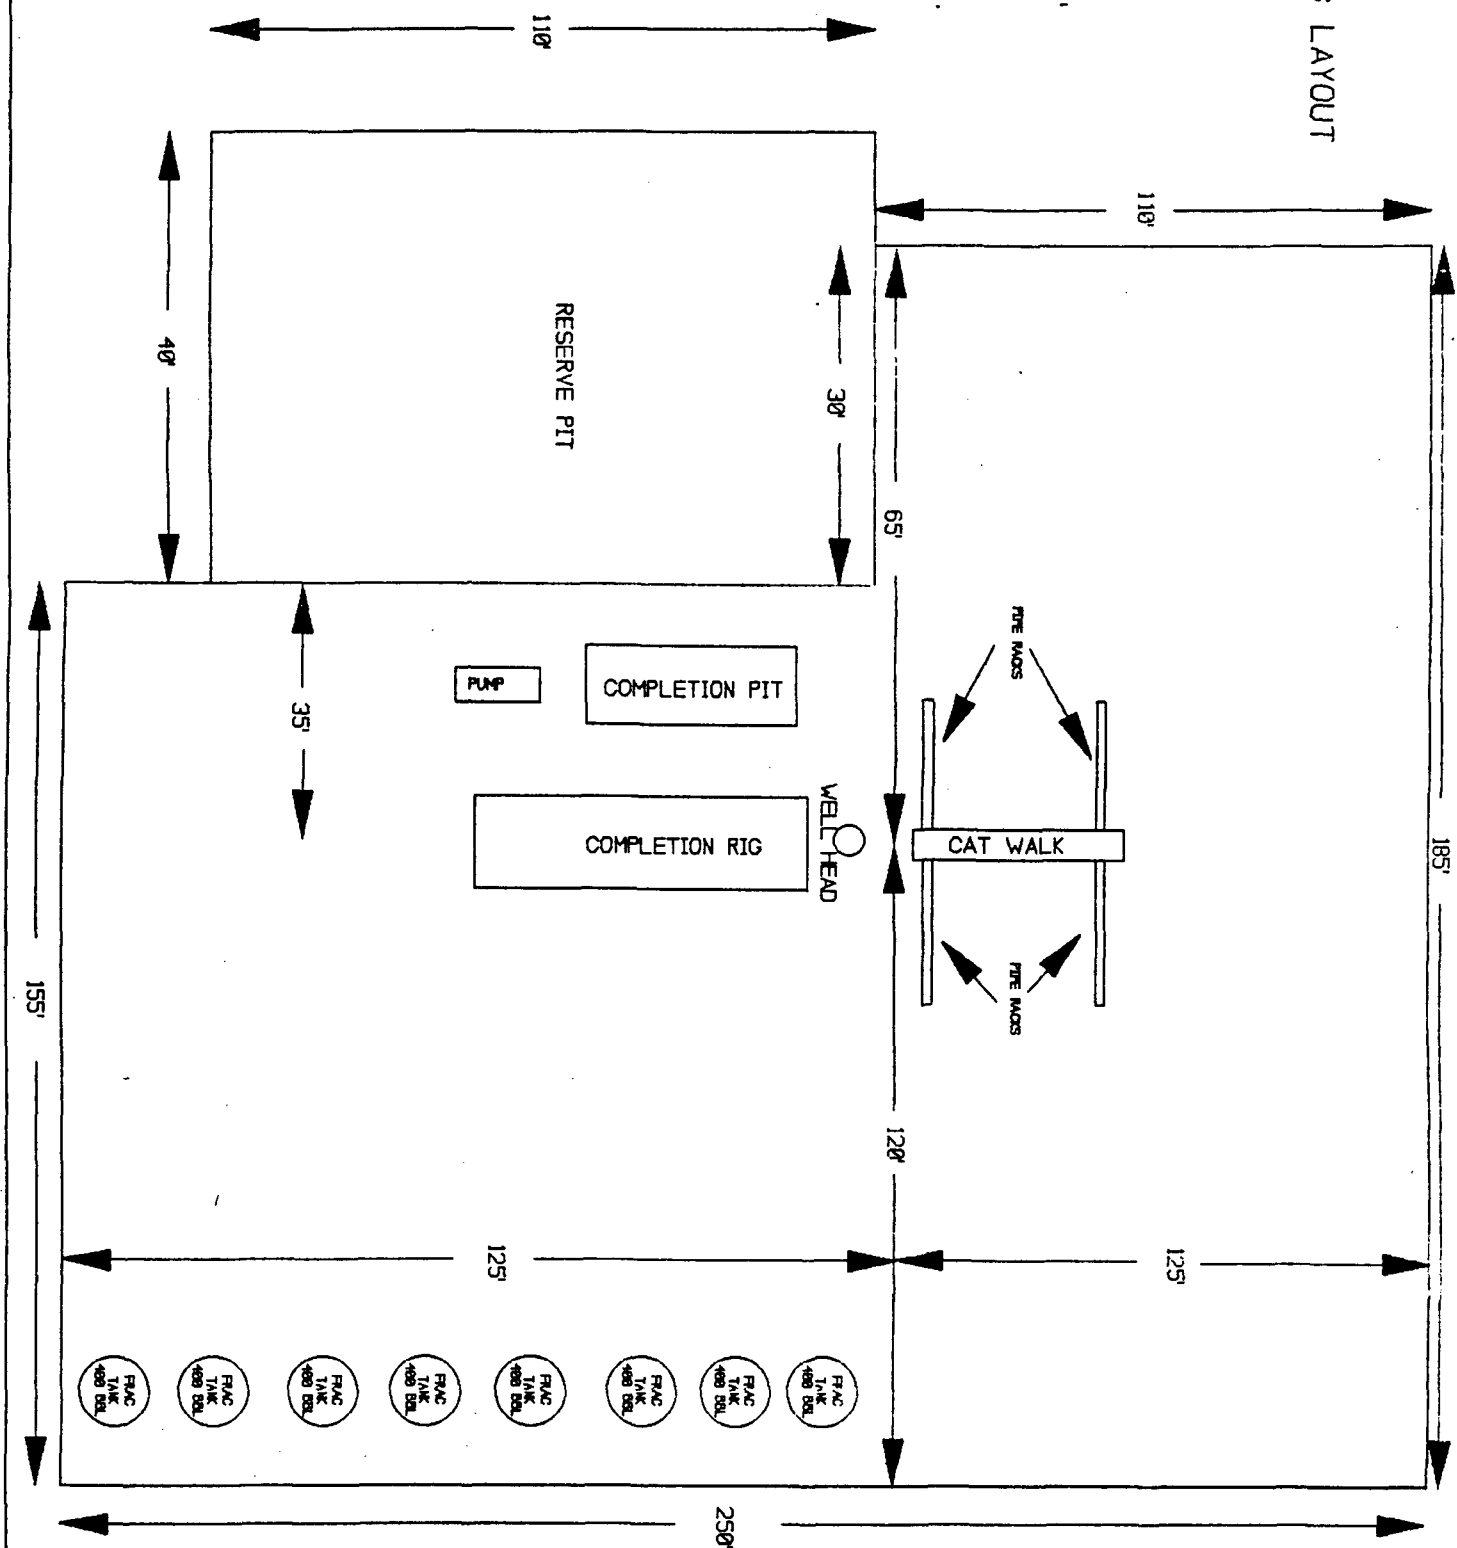 LAYOUT
110'
110'
40'
RESERVE PIT
30'
65'
185'
PIPE RACKS
PUMP
COMPLETION PIT
35'
WELL HEAD
COMPLETION RIG
CAT WALK
PIPE RACKS
155'
120'
125'
125'
FRAC
TANK
400 BBL
FRAC
TANK
400 BBL
FRAC
TANK
400 BBL
FRAC
TANK
400 BBL
FRAC
TANK
400 BBL
FRAC
TANK
400 BBL
FRAC
TANK
400 BBL
FRAC
TANK
400 BBL
250'